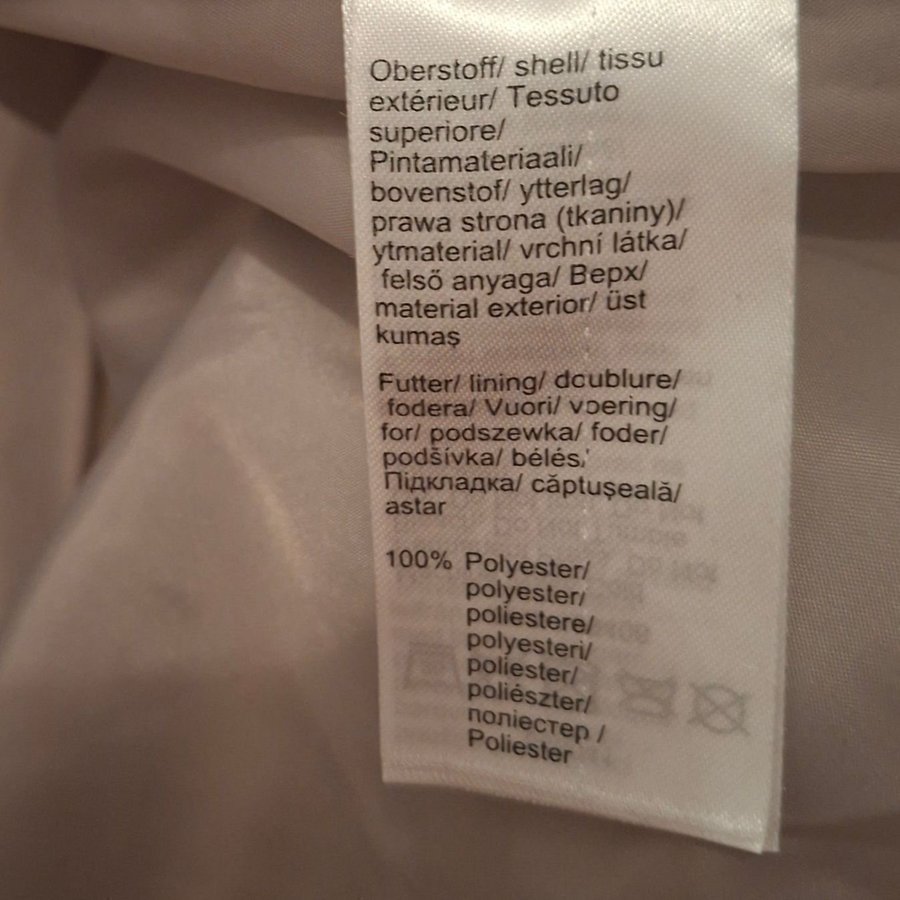 Oberstoff/ shell/ tissu
extérieur/ Tessuto
superiore/
Pintamateriaali/
bovenstof/ ytterlag/
prawa strona (tkaniny)/
ytmaterial/ vrchní látka/
felső anyaga/ Верх/
material exterior/ üst
kumaş
Futter/ lining/ doublure/
fodera/ Vuori/ voering/
for/ podszewka/ foder/
podšívka/ bélés/
Підкладка/ căptuşeală/
astar
100% Polyester/
polyester/
poliestere/
polyesteri/
poliester/
poliészter/
поліестер /
Poliester